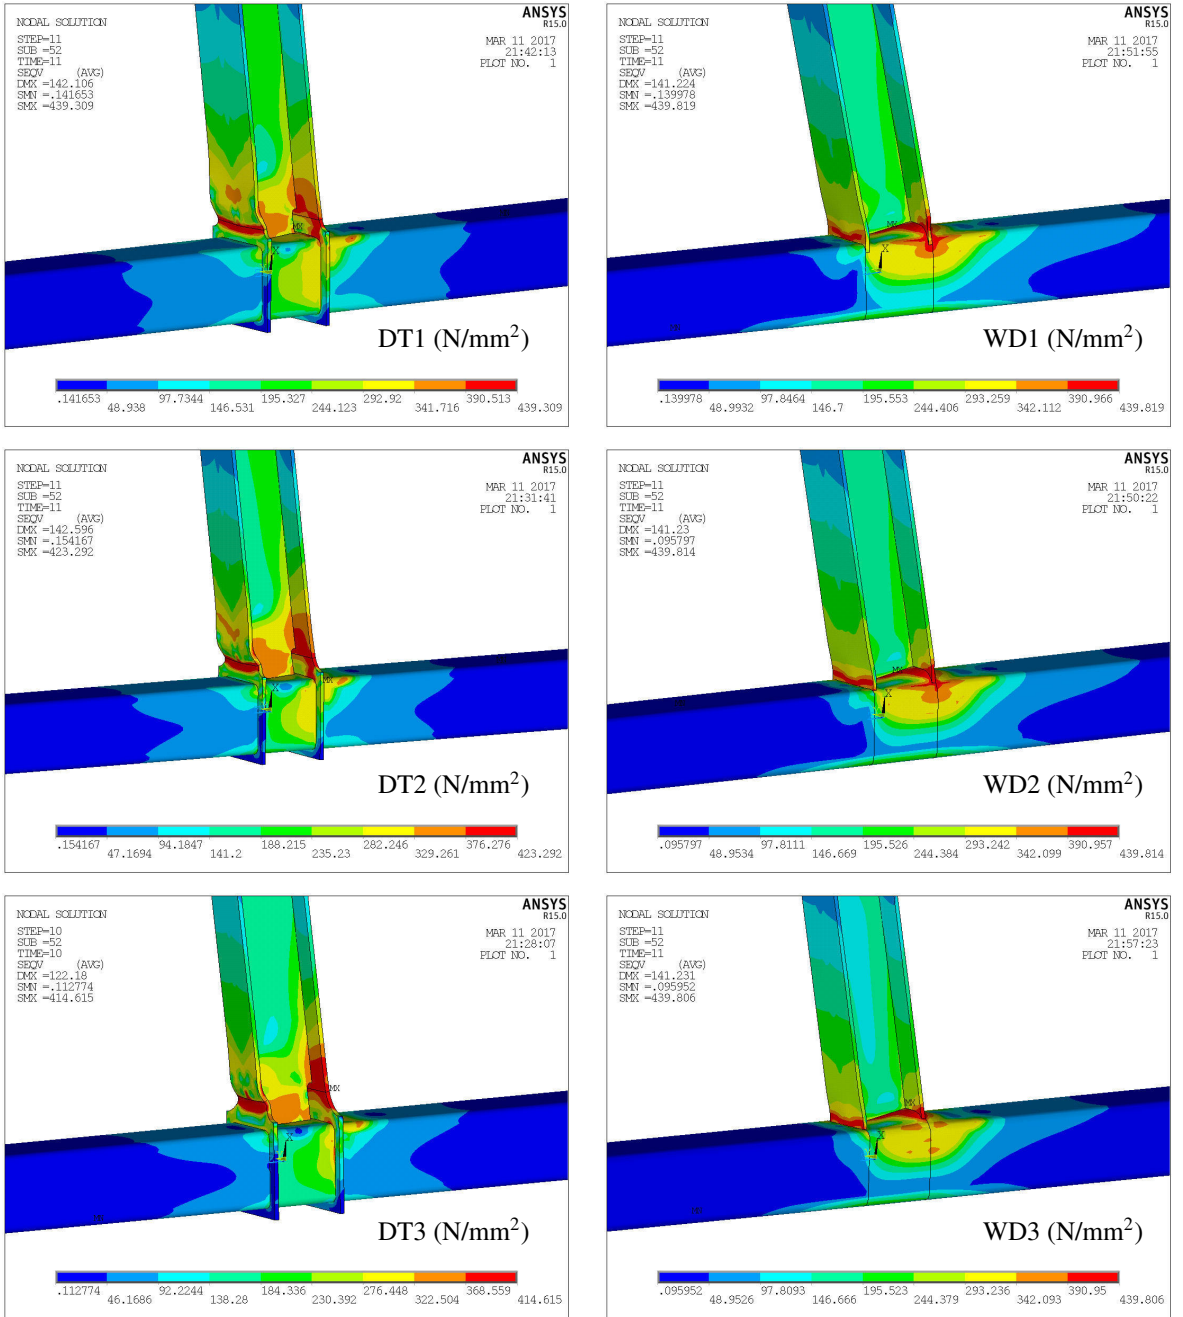 NODAL SOLUTION
STEP=11
SUB =52
TIME=11
SEQV (AVG)
DMX =142.106
SMN =.141653
SMX =439.309
ANSYS
R15.0
MAR 11 2017
21:42:13
PLOT NO. 1
MX
X
DT1 (N/mm²)
.141653 48.938 97.7344 146.531 195.327 244.123 292.92 341.716 390.513 439.309
NODAL SOLUTION
STEP=11
SUB =52
TIME=11
SEQV (AVG)
DMX =141.224
SMN =.139978
SMX =439.819
ANSYS
R15.0
MAR 11 2017
21:51:55
PLOT NO. 1
MX
X
MN
WD1 (N/mm²)
.139978 48.9932 97.8464 146.7 195.553 244.406 293.259 342.112 390.966 439.819
NODAL SOLUTION
STEP=11
SUB =52
TIME=11
SEQV (AVG)
DMX =142.596
SMN =.154167
SMX =423.292
ANSYS
R15.0
MAR 11 2017
21:31:41
PLOT NO. 1
MX
X
DT2 (N/mm²)
.154167 47.1694 94.1847 141.2 188.215 235.23 282.246 329.261 376.276 423.292
NODAL SOLUTION
STEP=11
SUB =52
TIME=11
SEQV (AVG)
DMX =141.23
SMN =.095797
SMX =439.814
ANSYS
R15.0
MAR 11 2017
21:50:22
PLOT NO. 1
MX
X
WD2 (N/mm²)
.095797 48.9534 97.8111 146.669 195.526 244.384 293.242 342.099 390.957 439.814
NODAL SOLUTION
STEP=10
SUB =52
TIME=10
SEQV (AVG)
DMX =122.18
SMN =.112774
SMX =414.615
ANSYS
R15.0
MAR 11 2017
21:28:07
PLOT NO. 1
MX
X
MN
DT3 (N/mm²)
.112774 46.1686 92.2244 138.28 184.336 230.392 276.448 322.504 368.559 414.615
NODAL SOLUTION
STEP=11
SUB =52
TIME=11
SEQV (AVG)
DMX =141.231
SMN =.095952
SMX =439.806
ANSYS
R15.0
MAR 11 2017
21:57:23
PLOT NO. 1
MX
X
MN
WD3 (N/mm²)
.095952 48.9526 97.8093 146.666 195.523 244.379 293.236 342.093 390.95 439.806